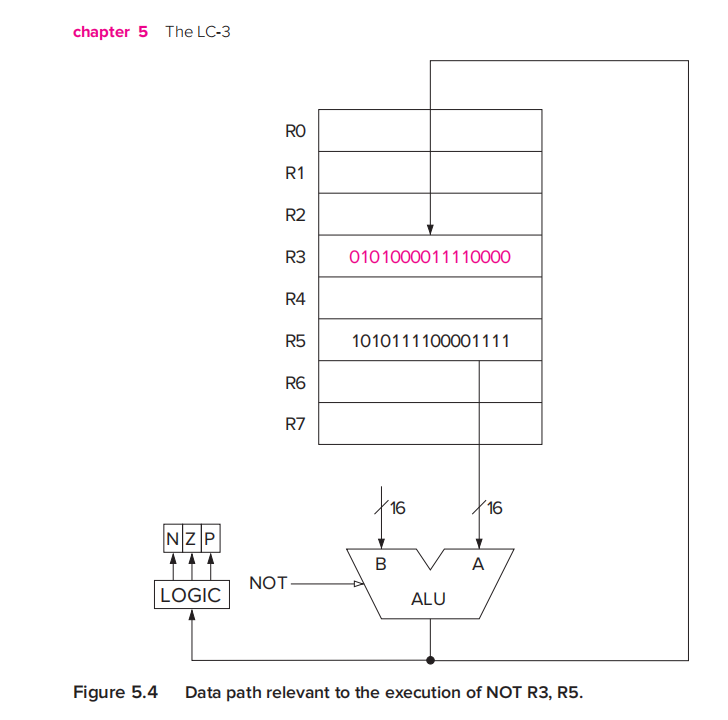 chapter 5 The LC-3
R0
R1
R2
R3 0101000011110000
R4
R5 1010111100001111
R6
R7
16 16
N Z P
B A
NOT
LOGIC
ALU
Figure 5.4 Data path relevant to the execution of NOT R3, R5.